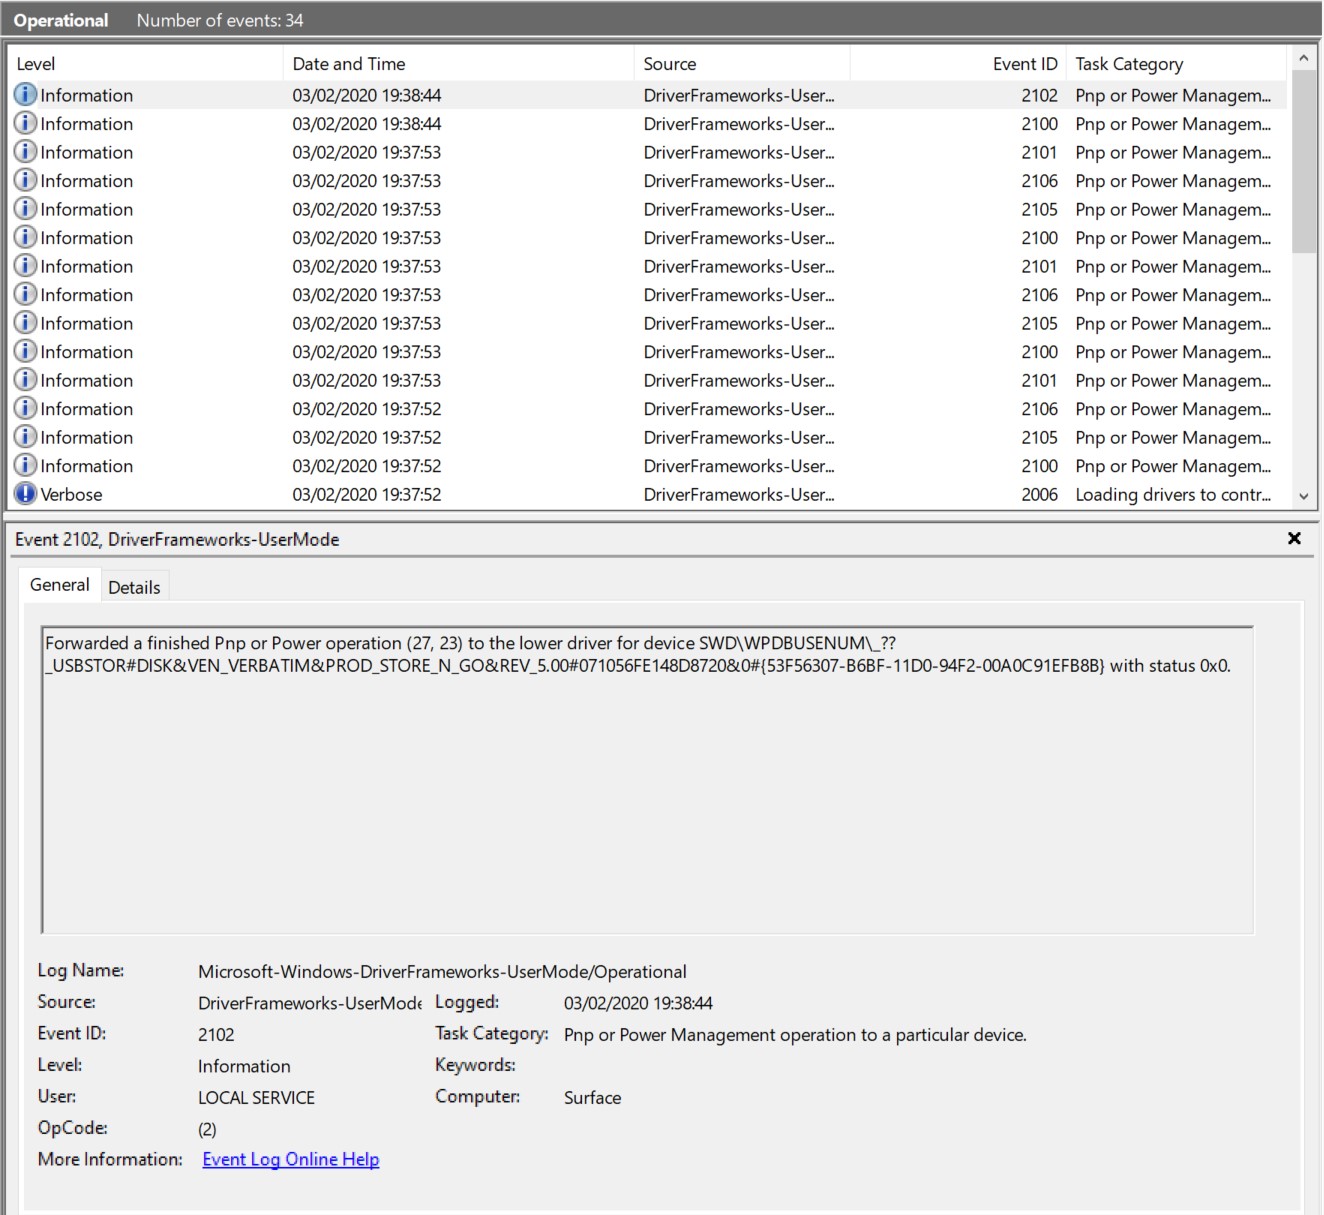 Operational Number of events: 34
Level Date and Time Source Event ID Task Category
Information 03/02/2020 19:38:44 DriverFrameworks-User... 2102 Pnp or Power Managem...
Information 03/02/2020 19:38:44 DriverFrameworks-User... 2100 Pnp or Power Managem...
Information 03/02/2020 19:37:53 DriverFrameworks-User... 2101 Pnp or Power Managem...
Information 03/02/2020 19:37:53 DriverFrameworks-User... 2106 Pnp or Power Managem...
Information 03/02/2020 19:37:53 DriverFrameworks-User... 2105 Pnp or Power Managem...
Information 03/02/2020 19:37:53 DriverFrameworks-User... 2100 Pnp or Power Managem...
Information 03/02/2020 19:37:53 DriverFrameworks-User... 2101 Pnp or Power Managem...
Information 03/02/2020 19:37:53 DriverFrameworks-User... 2106 Pnp or Power Managem...
Information 03/02/2020 19:37:53 DriverFrameworks-User... 2105 Pnp or Power Managem...
Information 03/02/2020 19:37:53 DriverFrameworks-User... 2100 Pnp or Power Managem...
Information 03/02/2020 19:37:53 DriverFrameworks-User... 2101 Pnp or Power Managem...
Information 03/02/2020 19:37:52 DriverFrameworks-User... 2106 Pnp or Power Managem...
Information 03/02/2020 19:37:52 DriverFrameworks-User... 2105 Pnp or Power Managem...
Information 03/02/2020 19:37:52 DriverFrameworks-User... 2100 Pnp or Power Managem...
Verbose 03/02/2020 19:37:52 DriverFrameworks-User... 2006 Loading drivers to contr...
Event 2102, DriverFrameworks-UserMode
General Details
Forwarded a finished Pnp or Power operation (27, 23) to the lower driver for device SWD\WPDBUSENUM\_??
_USBSTOR#DISK&VEN_VERBATIM&PROD_STORE_N_GO&REV_5.00#071056FE148D8720&0#{53F56307-B6BF-11D0-94F2-00A0C91EFB8B} with status 0x0.
Log Name: Microsoft-Windows-DriverFrameworks-UserMode/Operational
Source: DriverFrameworks-UserMode Logged: 03/02/2020 19:38:44
Event ID: 2102 Task Category: Pnp or Power Management operation to a particular device.
Level: Information Keywords:
User: LOCAL SERVICE Computer: Surface
OpCode: (2)
More Information: Event Log Online Help